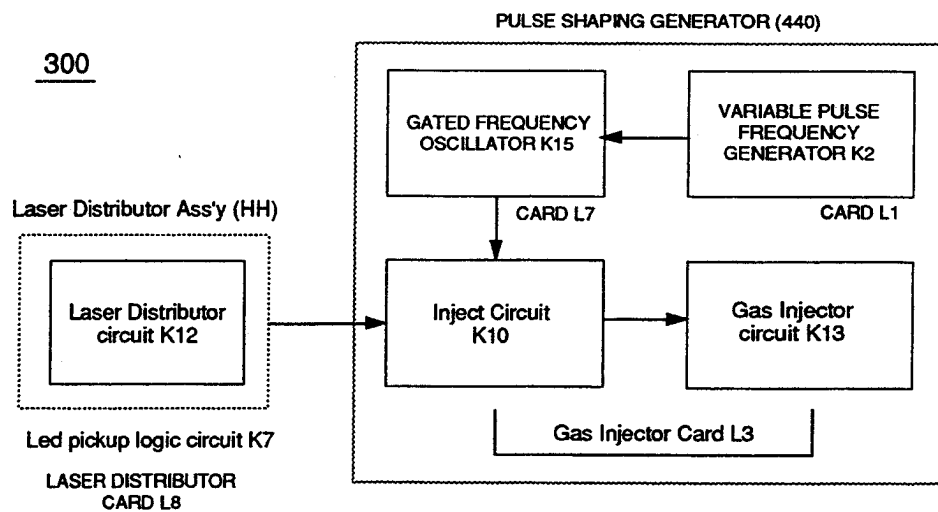 PULSE SHAPING GENERATOR (440)
300
GATED FREQUENCY
OSCILLATOR K15
VARIABLE PULSE
FREQUENCY
GENERATOR K2
CARD L7
CARD L1
Laser Distributor Ass'y (HH)
Laser Distributor
circuit K12
Inject Circuit
K10
Gas Injector
circuit K13
Led pickup logic circuit K7
Gas Injector Card L3
LASER DISTRIBUTOR
CARD L8